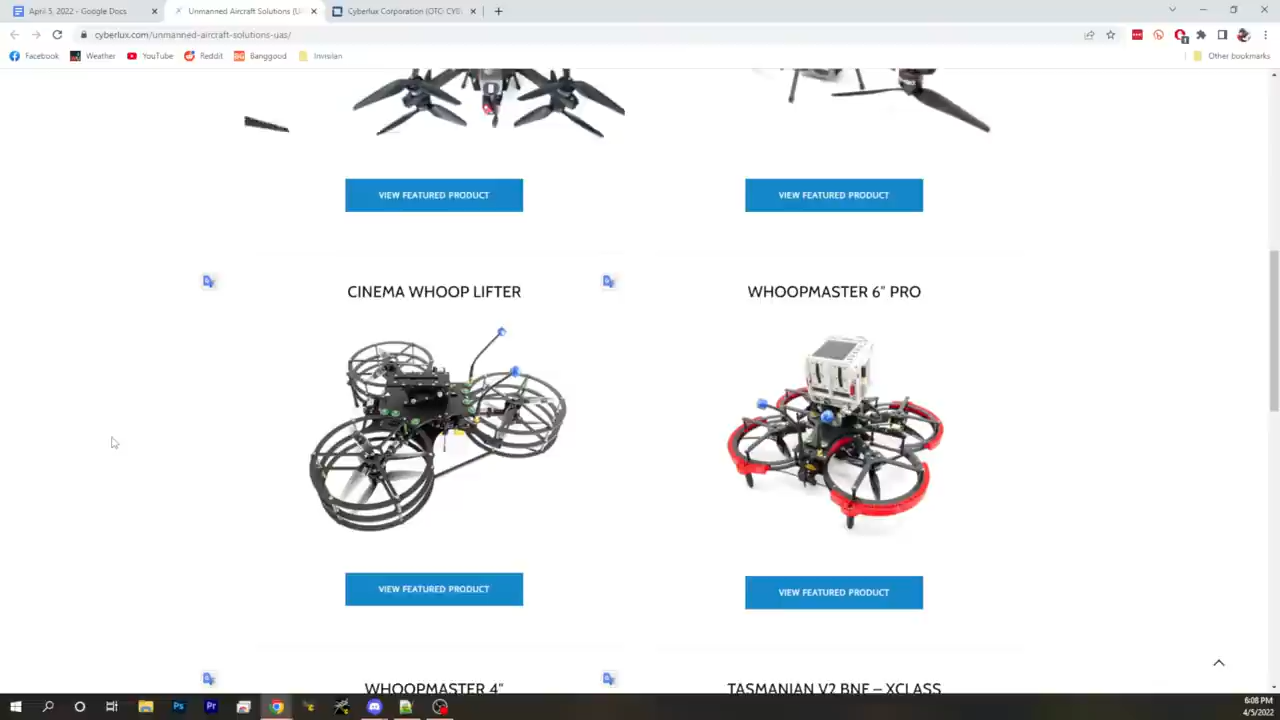 April 5, 2022 - Google Docs
Unmanned Aircraft Solutions (U
Cyberlux Corporation (OTC: CYB
cyberlux.com/unmanned-aircraft-solutions-uas/
Facebook
Weather
YouTube
Reddit
Banggood
Invisilan
Other bookmarks
VIEW FEATURED PRODUCT
VIEW FEATURED PRODUCT
CINEMA WHOOP LIFTER
WHOOPMASTER 6" PRO
VIEW FEATURED PRODUCT
VIEW FEATURED PRODUCT
WHOOPMASTER 4"
TASMANIAN V2 BNF – XCLASS
6:08 PM
4/5/2022